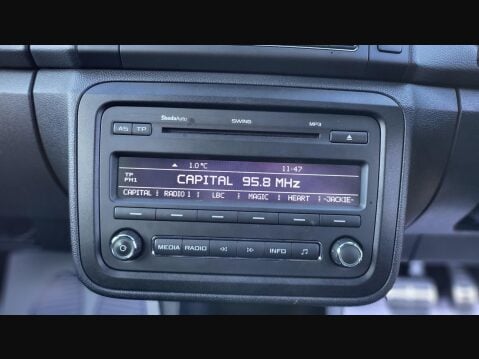 SkodaAuto SWING MP3
AS TP
1.0°C 11:47
TP
FM1
CAPITAL 95.8 MHz
CAPITAL RADIO 1 LBC MAGIC HEART -JACKIE-
MEDIA RADIO INFO